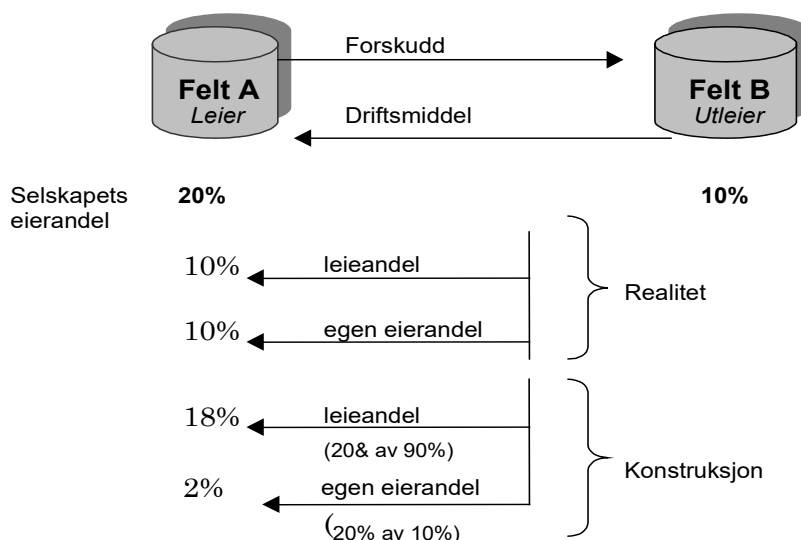 Forskudd
Felt A
Leier
Felt B
Utleier
Driftsmiddel
Selskapets
eierandel
20%
10%
10%
leieandel
Realitet
10%
egen eierandel
18%
leieandel
(20& av 90%)
Konstruksjon
2%
egen eierandel
(20% av 10%)